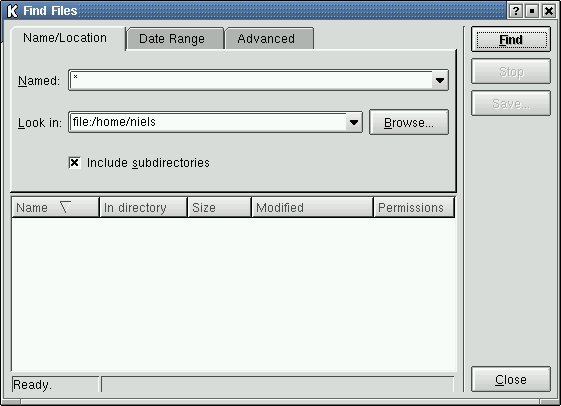 K Find Files ?
Name/Location Date Range Advanced
Named: *
Look in: file:/home/niels Browse...
Include subdirectories
Find
Stop
Save...
Name In directory Size Modified Permissions
Ready.
Close